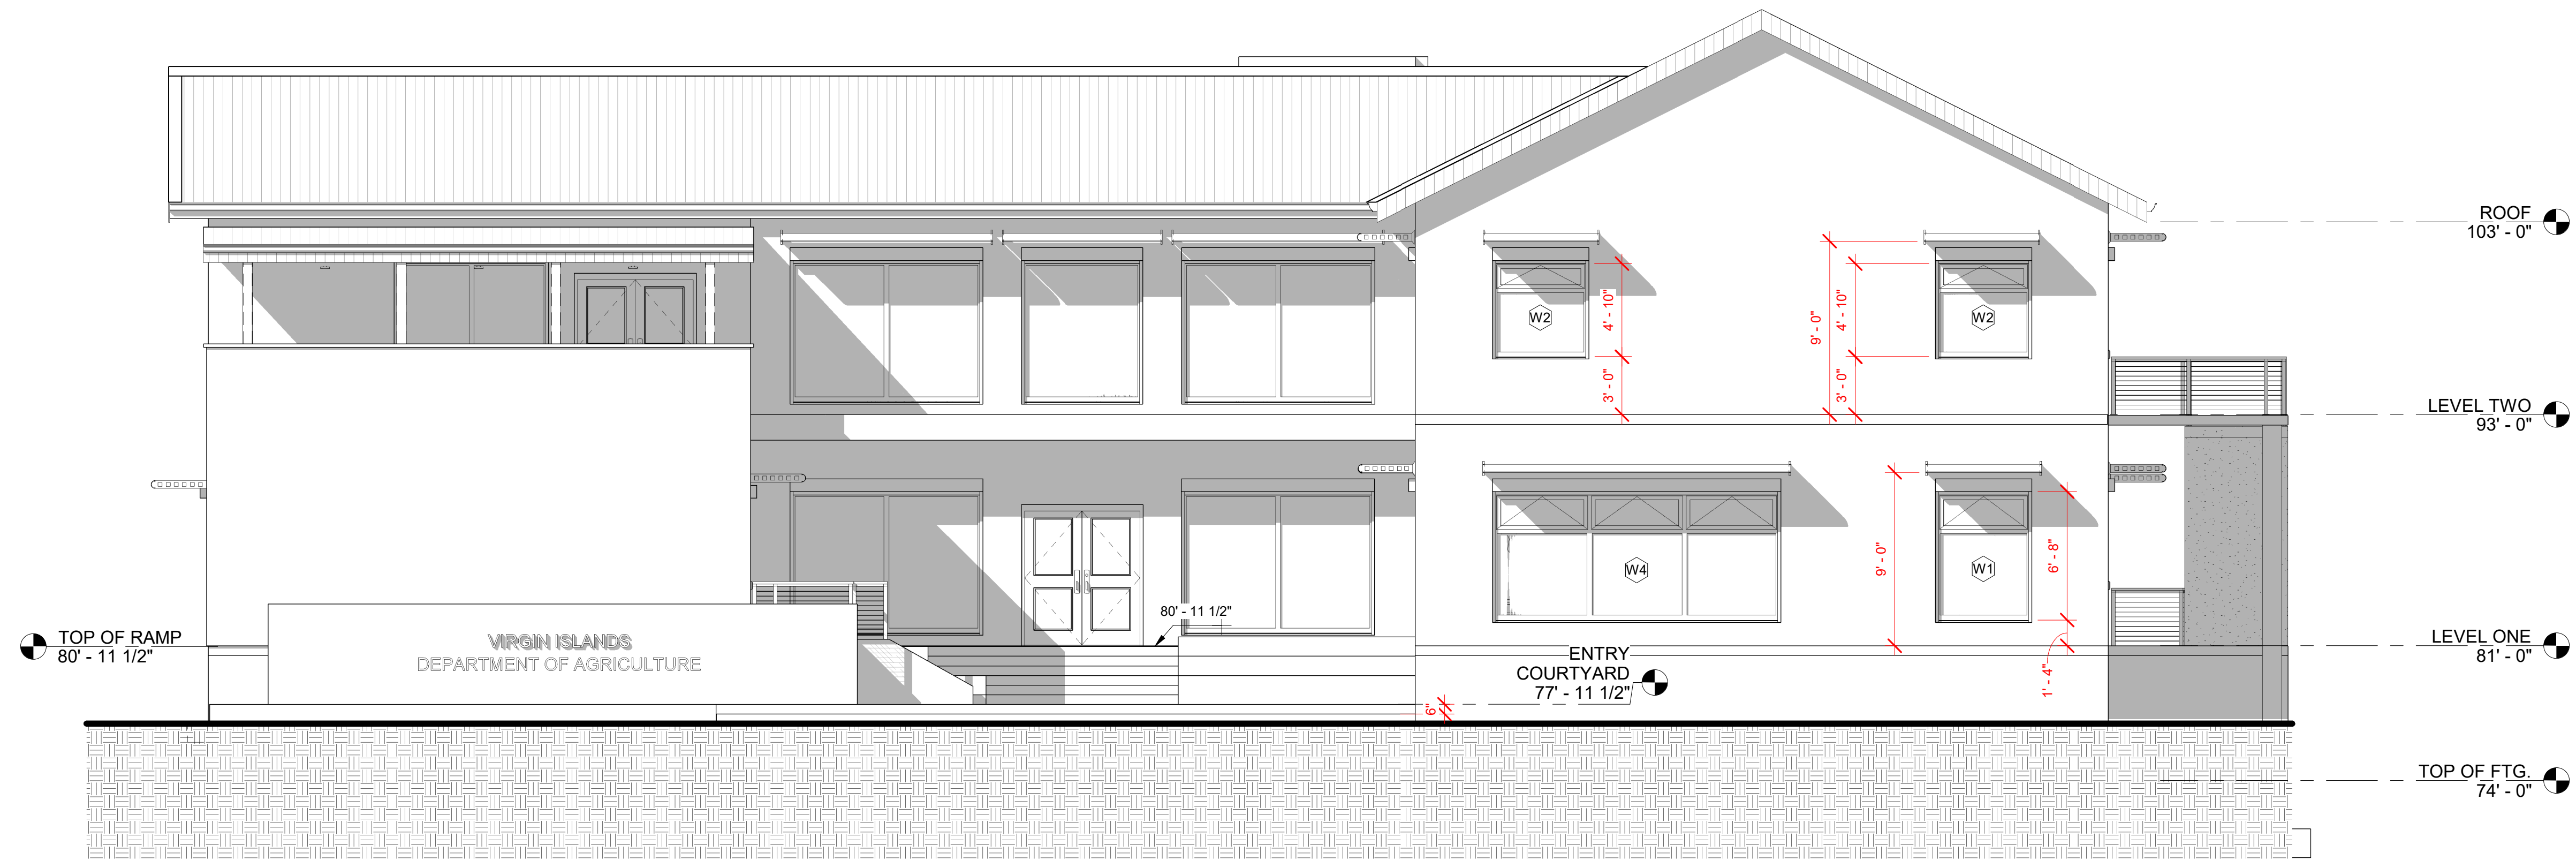 ROOF
103' - 0"
4' - 10"
9' - 0"
4' - 10"
W2
W2
3' - 0"
3' - 0"
LEVEL TWO
93' - 0"
9' - 0"
6' - 8"
W4
W1
80' - 11 1/2"
TOP OF RAMP
80' - 11 1/2"
VIRGIN ISLANDS
DEPARTMENT OF AGRICULTURE
LEVEL ONE
81' - 0"
ENTRY
COURTYARD
77' - 11 1/2"
1' - 4"
6"
TOP OF FTG.
74' - 0"